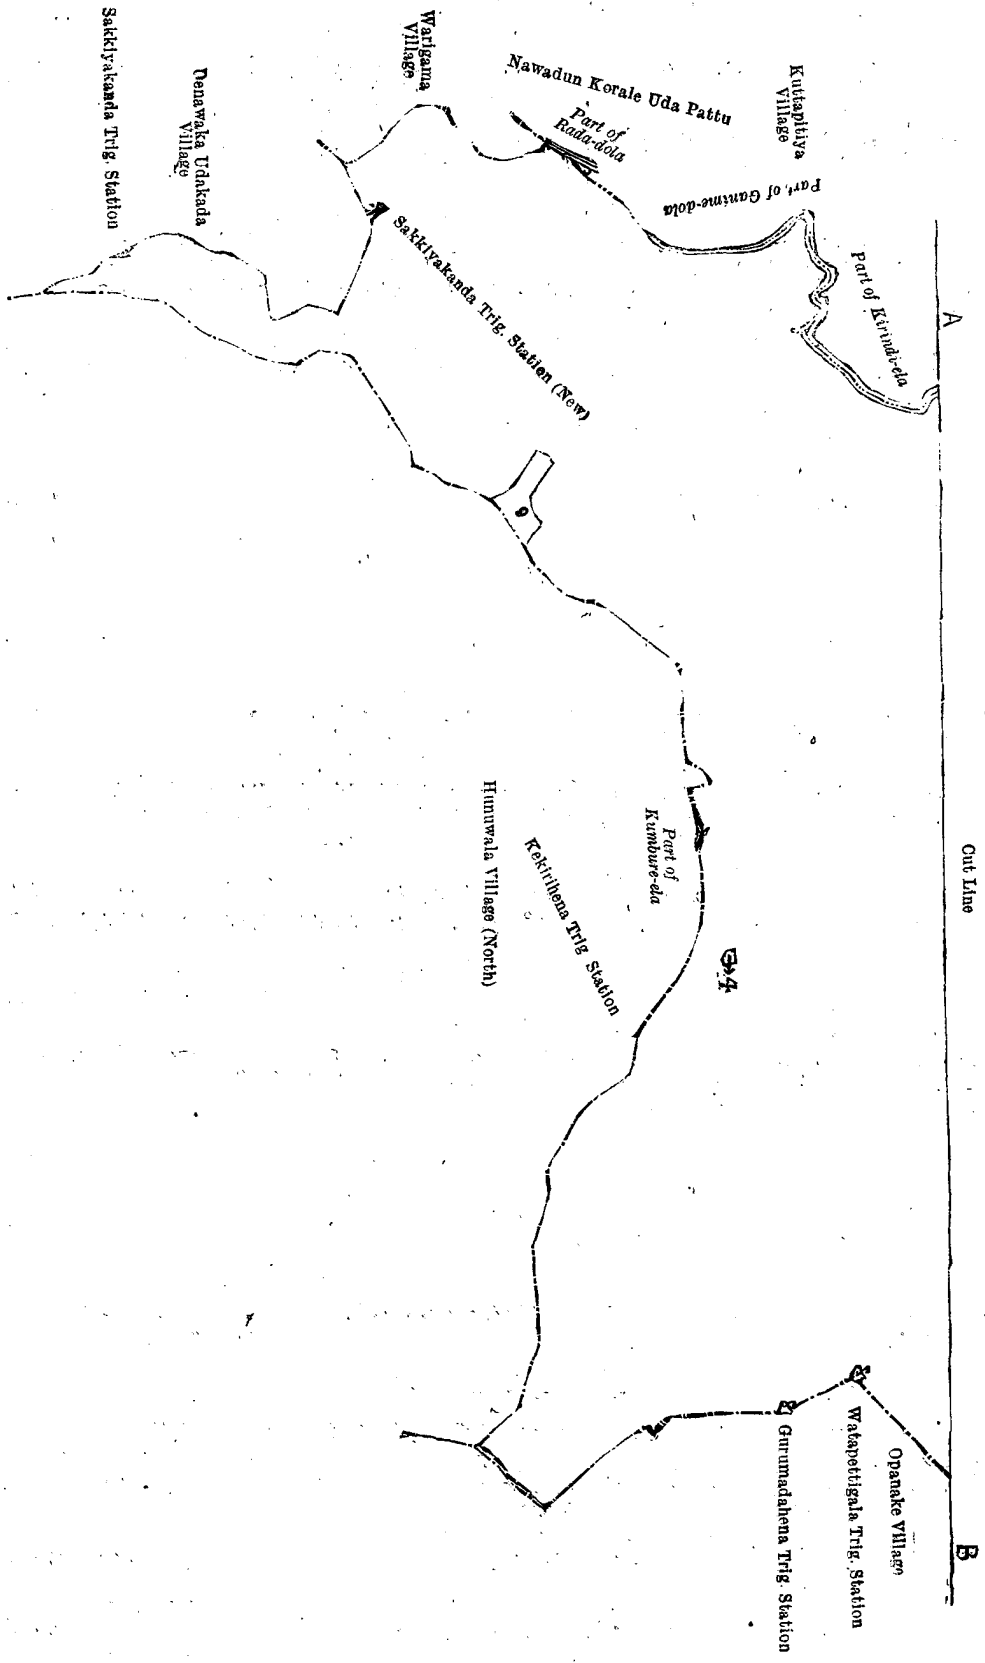 Cut Line
A
B
Kuttapitiya
Village
Part of Kirindi-ela
Part of Ganime-dola
Nawadun Korale Uda Pattu
Part of
Rada-dola
Warigama
Village
Sakkiyakanda Trig. Station (New)
Denawaka Udakada
Village
Sakkiyakanda Trig. Station
9
Part of
Kumbure-ela
4
Kekirihena Trig Station
Hunuwala Village (North)
Opanake Village
Watapettigala Trig. Station
Gurumadahena Trig. Station